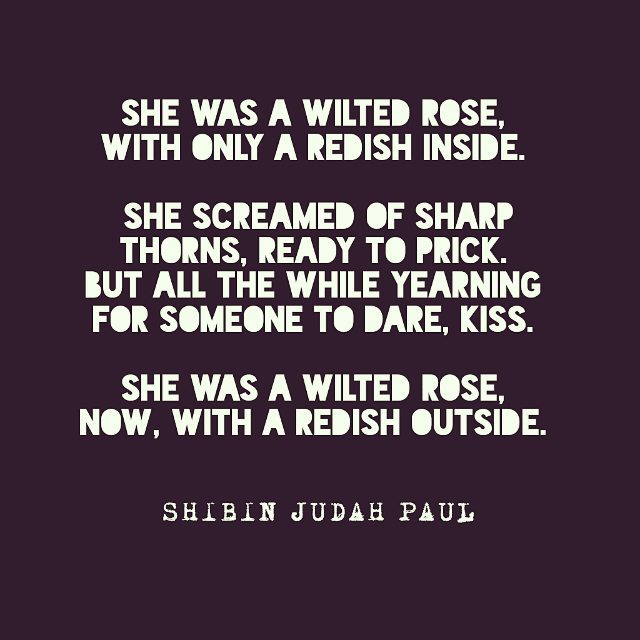 SHE WAS A WILTED ROSE,
WITH ONLY A REDISH INSIDE.
SHE SCREAMED OF SHARP
THORNS, READY TO PRICK.
BUT ALL THE WHILE YEARNING
FOR SOMEONE TO DARE, KISS.
SHE WAS A WILTED ROSE,
NOW, WITH A REDISH OUTSIDE.
SHIBIN JUDAH PAUL